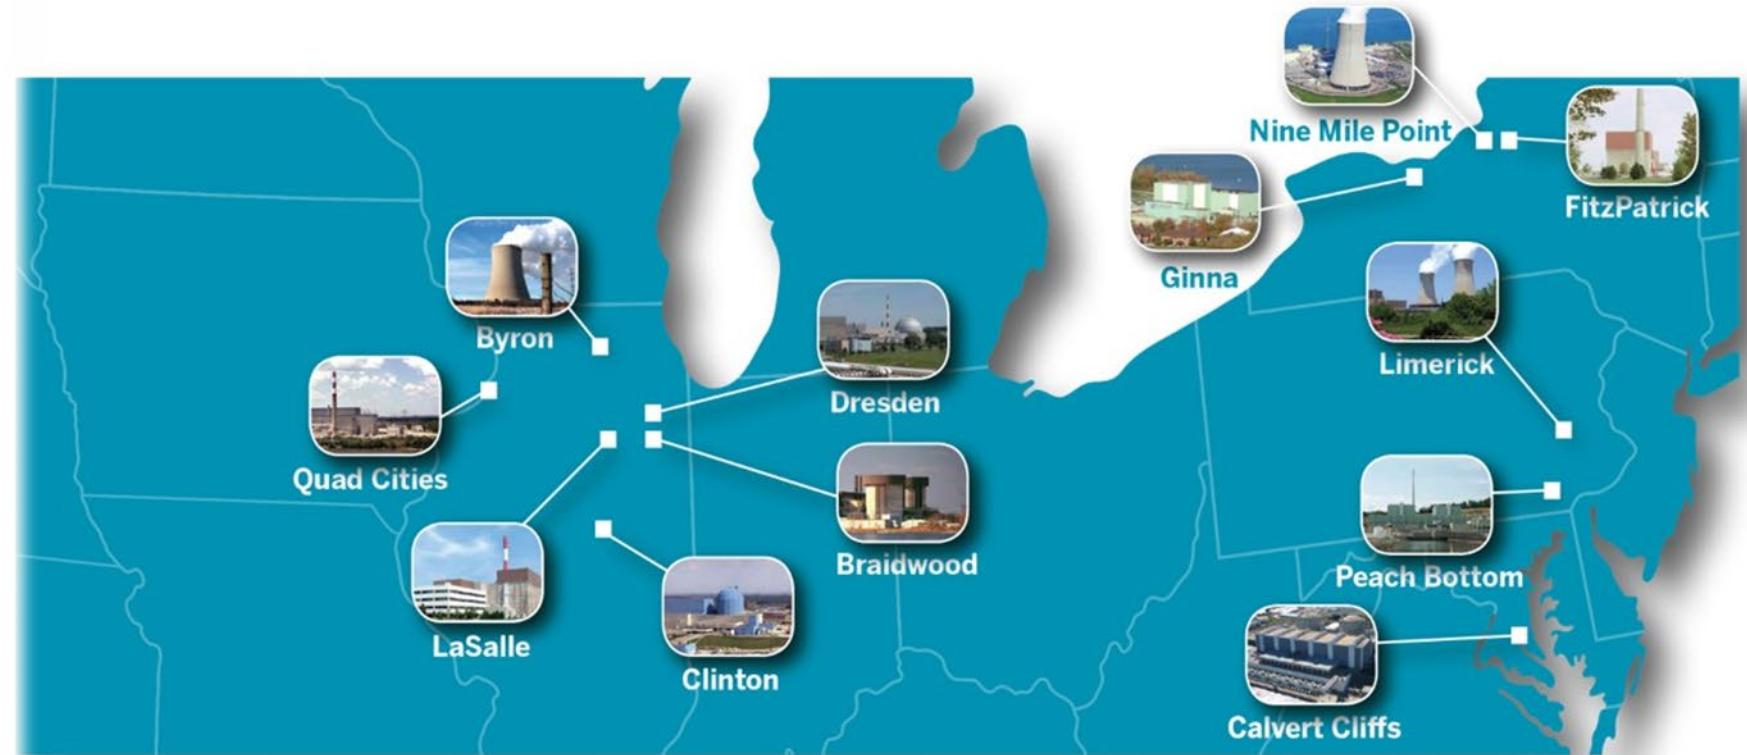 Nine Mile Point
FitzPatrick
Ginna
Byron
Limerick
Dresden
Quad Cities
Braidwood
Peach Bottom
LaSalle
Clinton
Calvert Cliffs